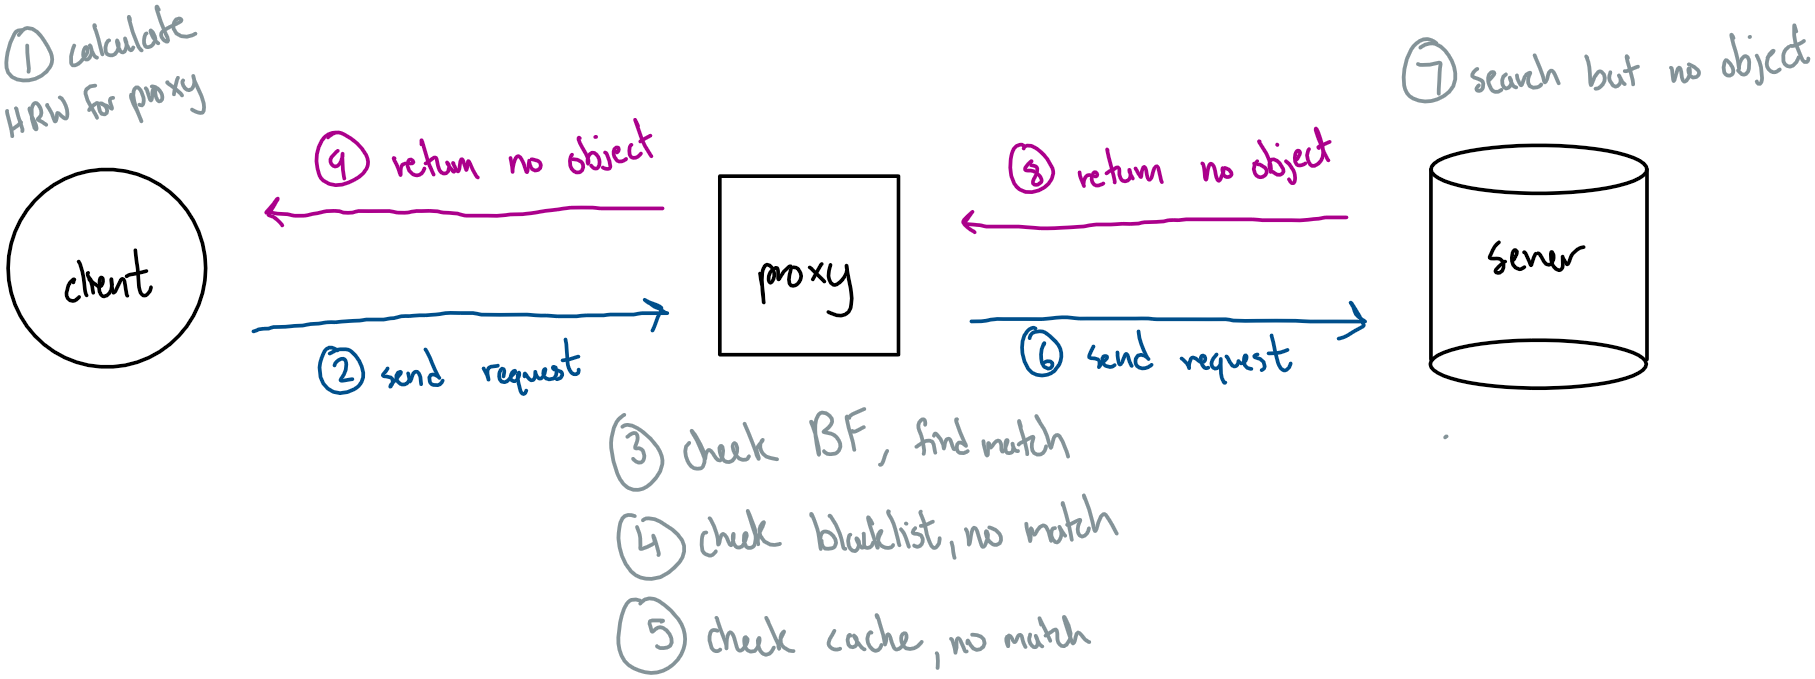 ① calculate
HRW for proxy
⑦ search but no object
⑨ return no object
⑧ return no object
client
proxy
server
② send request
⑥ send request
③ check BF, find match
④ check blacklist, no match
⑤ check cache, no match